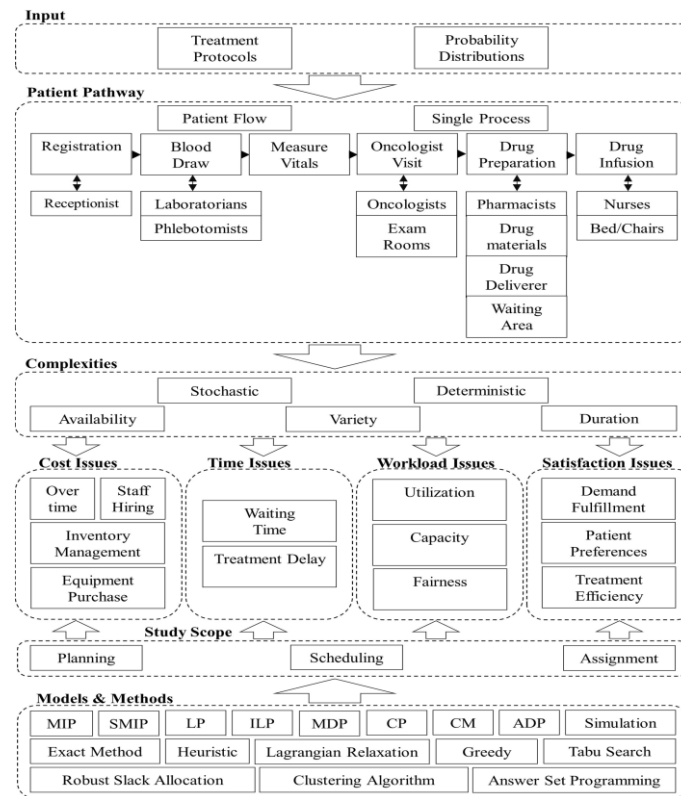 Input
Treatment Protocols
Probability Distributions
Patient Pathway
Patient Flow
Single Process
Registration
Blood Draw
Measure Vitals
Oncologist Visit
Drug Preparation
Drug Infusion
Receptionist
Laboratorians
Phlebotomists
Oncologists
Exam Rooms
Pharmacists
Drug materials
Drug Deliverer
Waiting Area
Nurses
Bed/Chairs
Complexities
Stochastic
Deterministic
Availability
Variety
Duration
Cost Issues
Over time
Staff Hiring
Inventory Management
Equipment Purchase
Time Issues
Waiting Time
Treatment Delay
Workload Issues
Utilization
Capacity
Fairness
Satisfaction Issues
Demand Fulfillment
Patient Preferences
Treatment Efficiency
Study Scope
Planning
Scheduling
Assignment
Models & Methods
MIP
SMIP
LP
ILP
MDP
CP
CM
ADP
Simulation
Exact Method
Heuristic
Lagrangian Relaxation
Greedy
Tabu Search
Robust Slack Allocation
Clustering Algorithm
Answer Set Programming